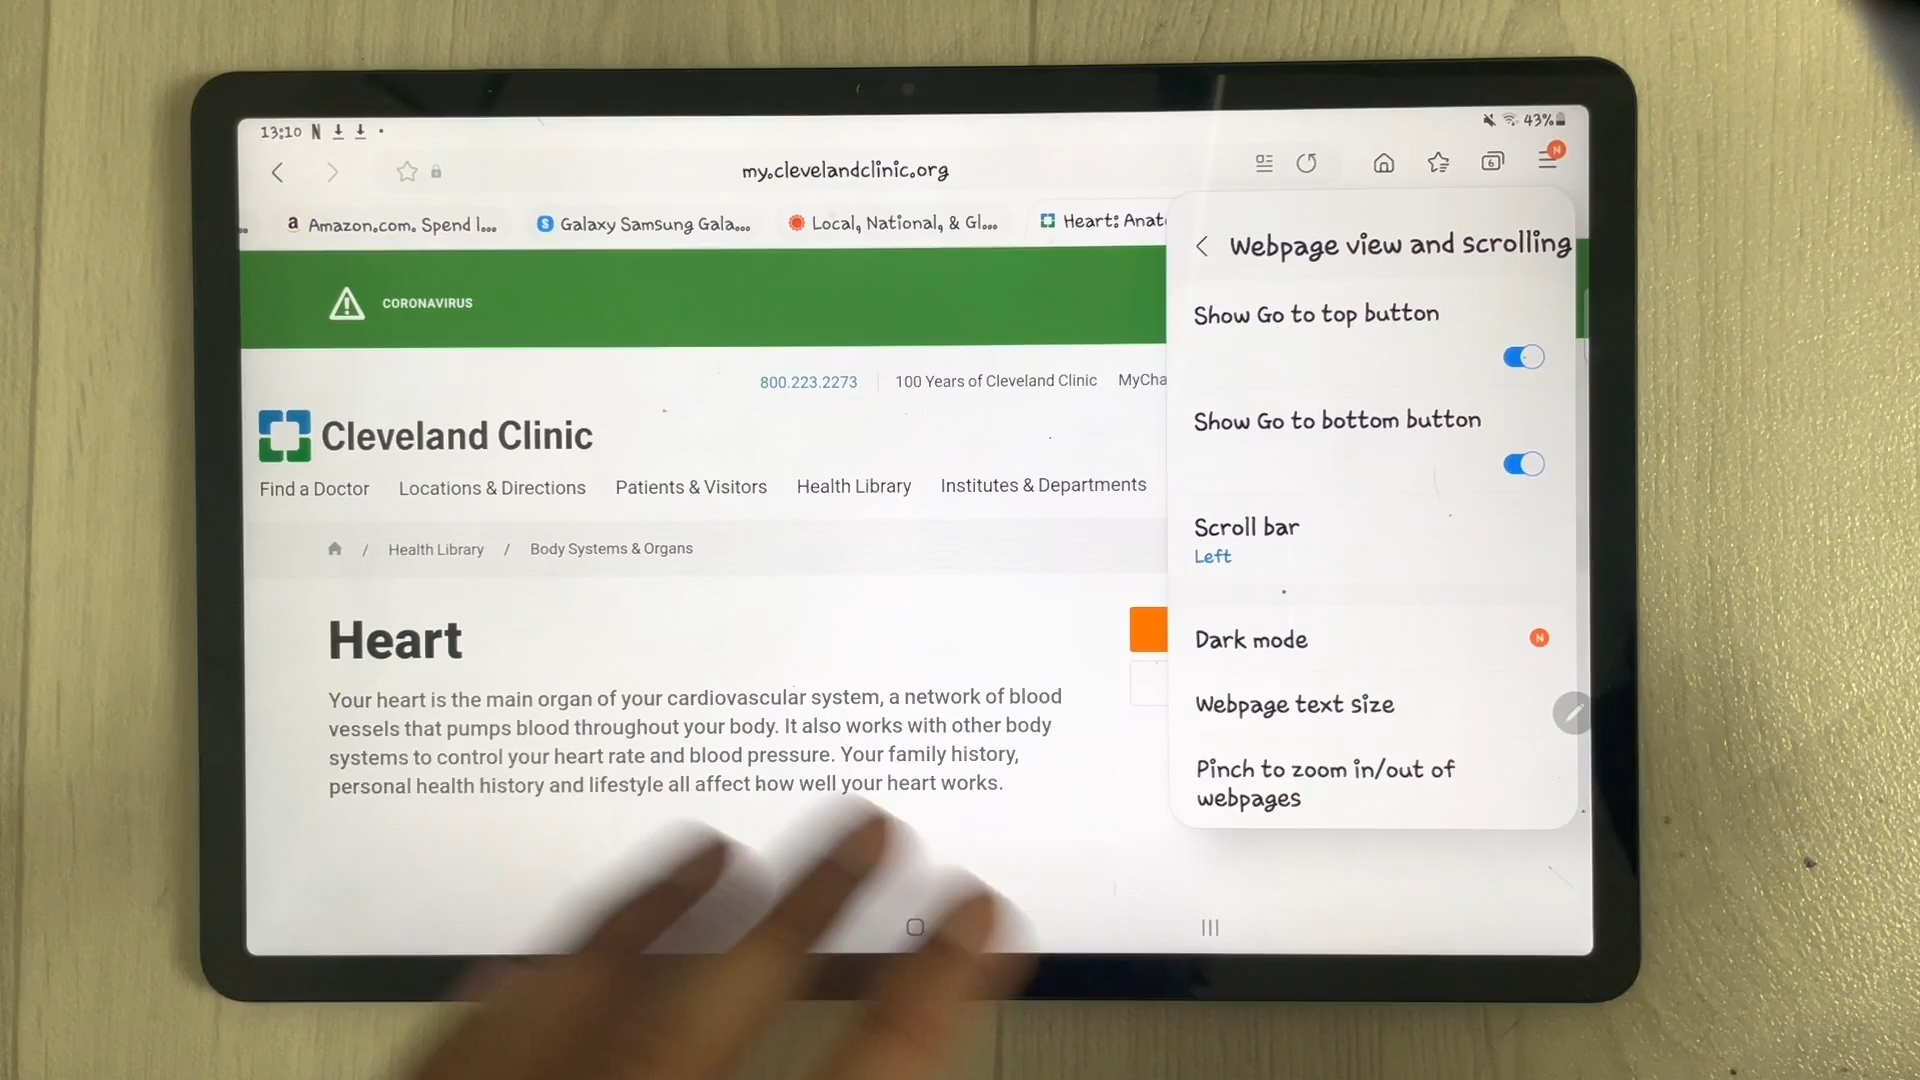 13:10 N
43%
my.clevelandclinic.org
6
N
a Amazon.com. Spend l...
S Galaxy Samsung Gala...
Local, National, & Gl...
Heart: Anat
CORONAVIRUS
800.223.2273
100 Years of Cleveland Clinic
MyCha
Cleveland Clinic
Find a Doctor
Locations & Directions
Patients & Visitors
Health Library
Institutes & Departments
/ Health Library / Body Systems & Organs
Heart
Your heart is the main organ of your cardiovascular system, a network of blood
vessels that pumps blood throughout your body. It also works with other body
systems to control your heart rate and blood pressure. Your family history,
personal health history and lifestyle all affect how well your heart works.
Webpage view and scrolling
Show Go to top button
Show Go to bottom button
Scroll bar
Left
Dark mode
N
Webpage text size
Pinch to zoom in/out of
webpages